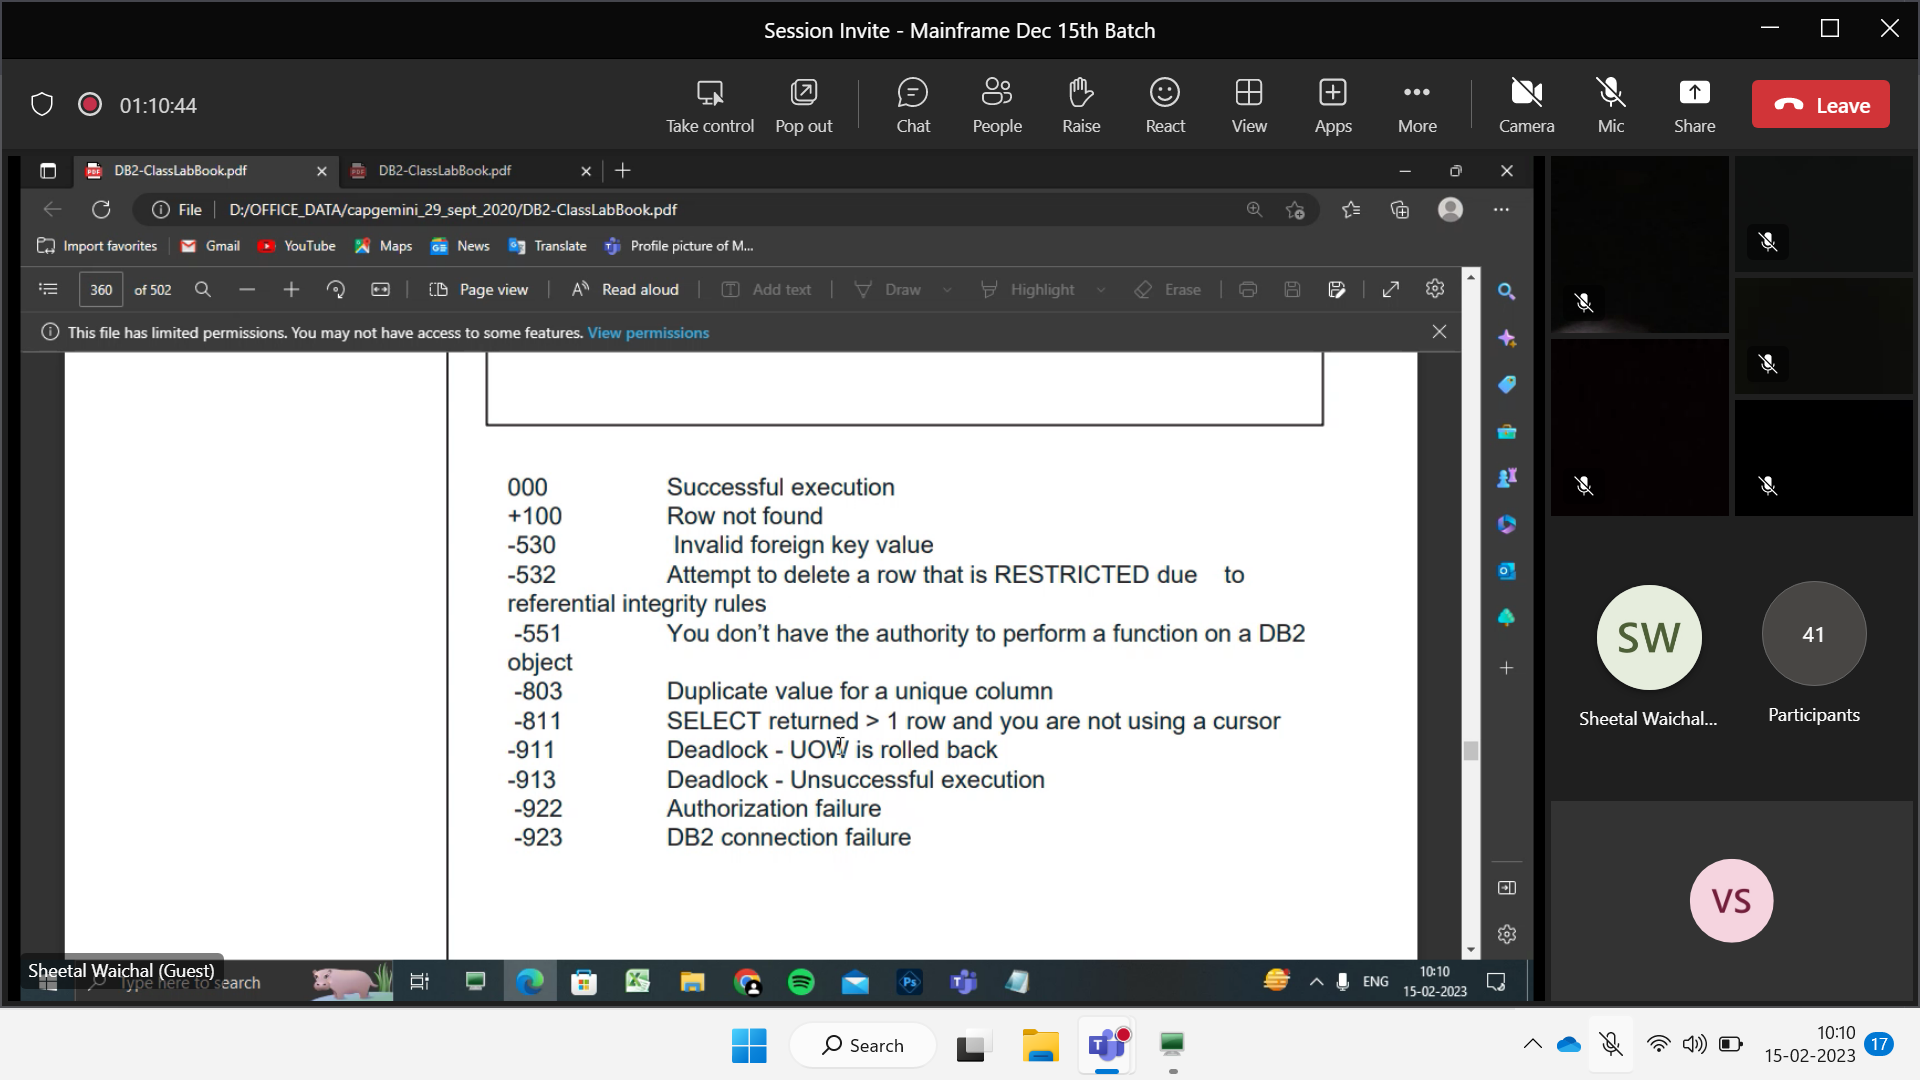 Session Invite - Mainframe Dec 15th Batch
01:10:44
Take control
Pop out
Chat
People
Raise
React
View
Apps
More
Camera
Mic
Share
Leave
DB2-ClassLabBook.pdf
DB2-ClassLabBook.pdf
File
D:/OFFICE_DATA/capgemini_29_sept_2020/DB2-ClassLabBook.pdf
Import favorites
Gmail
YouTube
Maps
News
Translate
Profile picture of M...
360 of 502
Page view
Read aloud
Add text
Draw
Highlight
Erase
This file has limited permissions. You may not have access to some features. View permissions
000 Successful execution
+100 Row not found
-530 Invalid foreign key value
-532 Attempt to delete a row that is RESTRICTED due to
referential integrity rules
-551 You don't have the authority to perform a function on a DB2
object
-803 Duplicate value for a unique column
-811 SELECT returned > 1 row and you are not using a cursor
-911 Deadlock - UOW is rolled back
-913 Deadlock - Unsuccessful execution
-922 Authorization failure
-923 DB2 connection failure
Sheetal Waichal (Guest)
Type here to search
Ps
ENG
10:10
15-02-2023
SW
Sheetal Waichal...
41
Participants
VS
Search
10:10
15-02-2023
17